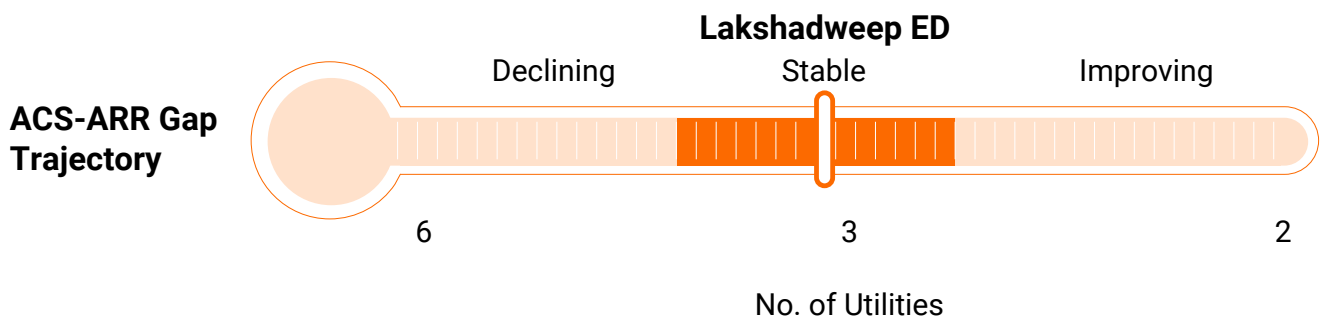 Lakshadweep ED
Declining Stable Improving
ACS-ARR Gap
Trajectory
6 3 2
No. of Utilities